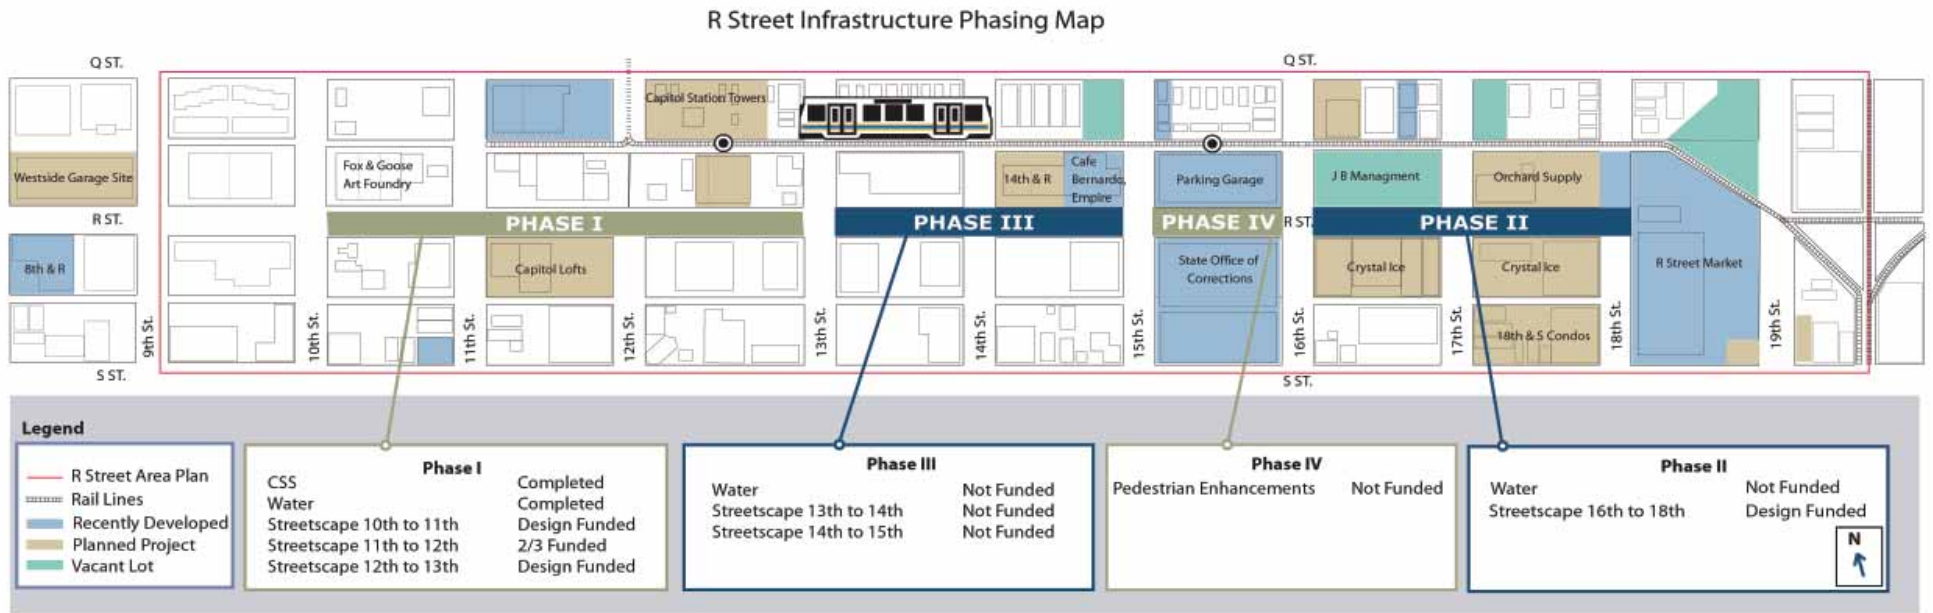 R Street Infrastructure Phasing Map
Q ST.
Q ST.
Capitol Station Towers
Westside Garage Site
Fox & Goose
Art Foundry
14th & R
Cafe
Bernardo,
Empire
Parking Garage
J B Managment
Orchard Supply
R ST.
PHASE I
PHASE III
PHASE IV
R ST.
PHASE II
8th & R
Capitol Lofts
State Office of
Corrections
Crystal Ice
Crystal Ice
R Street Market
18th & S Condos
9th St.
10th St.
11th St.
12th St.
13th St.
14th St.
15th St.
16th St.
17th St.
18th St.
19th St.
S ST.
S ST.
Legend
R Street Area Plan
Rail Lines
Recently Developed
Planned Project
Vacant Lot
Phase I
CSS Completed
Water Completed
Streetscape 10th to 11th Design Funded
Streetscape 11th to 12th 2/3 Funded
Streetscape 12th to 13th Design Funded
Phase III
Water Not Funded
Streetscape 13th to 14th Not Funded
Streetscape 14th to 15th Not Funded
Phase IV
Pedestrian Enhancements Not Funded
Phase II
Water Not Funded
Streetscape 16th to 18th Design Funded
N